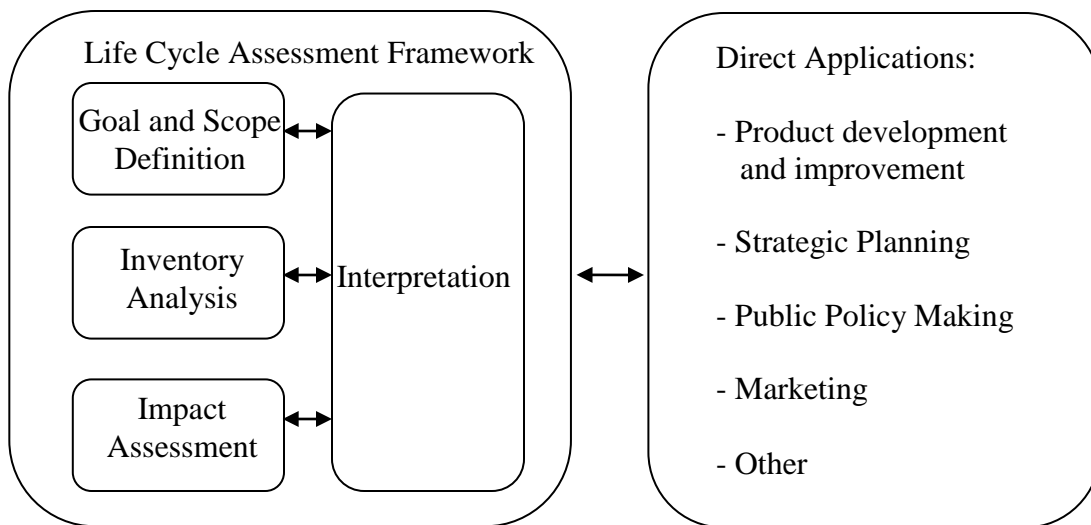 Life Cycle Assessment Framework
Goal and Scope
Definition
Inventory
Analysis
Impact
Assessment
Interpretation
Direct Applications:
- Product development
and improvement
- Strategic Planning
- Public Policy Making
- Marketing
- Other